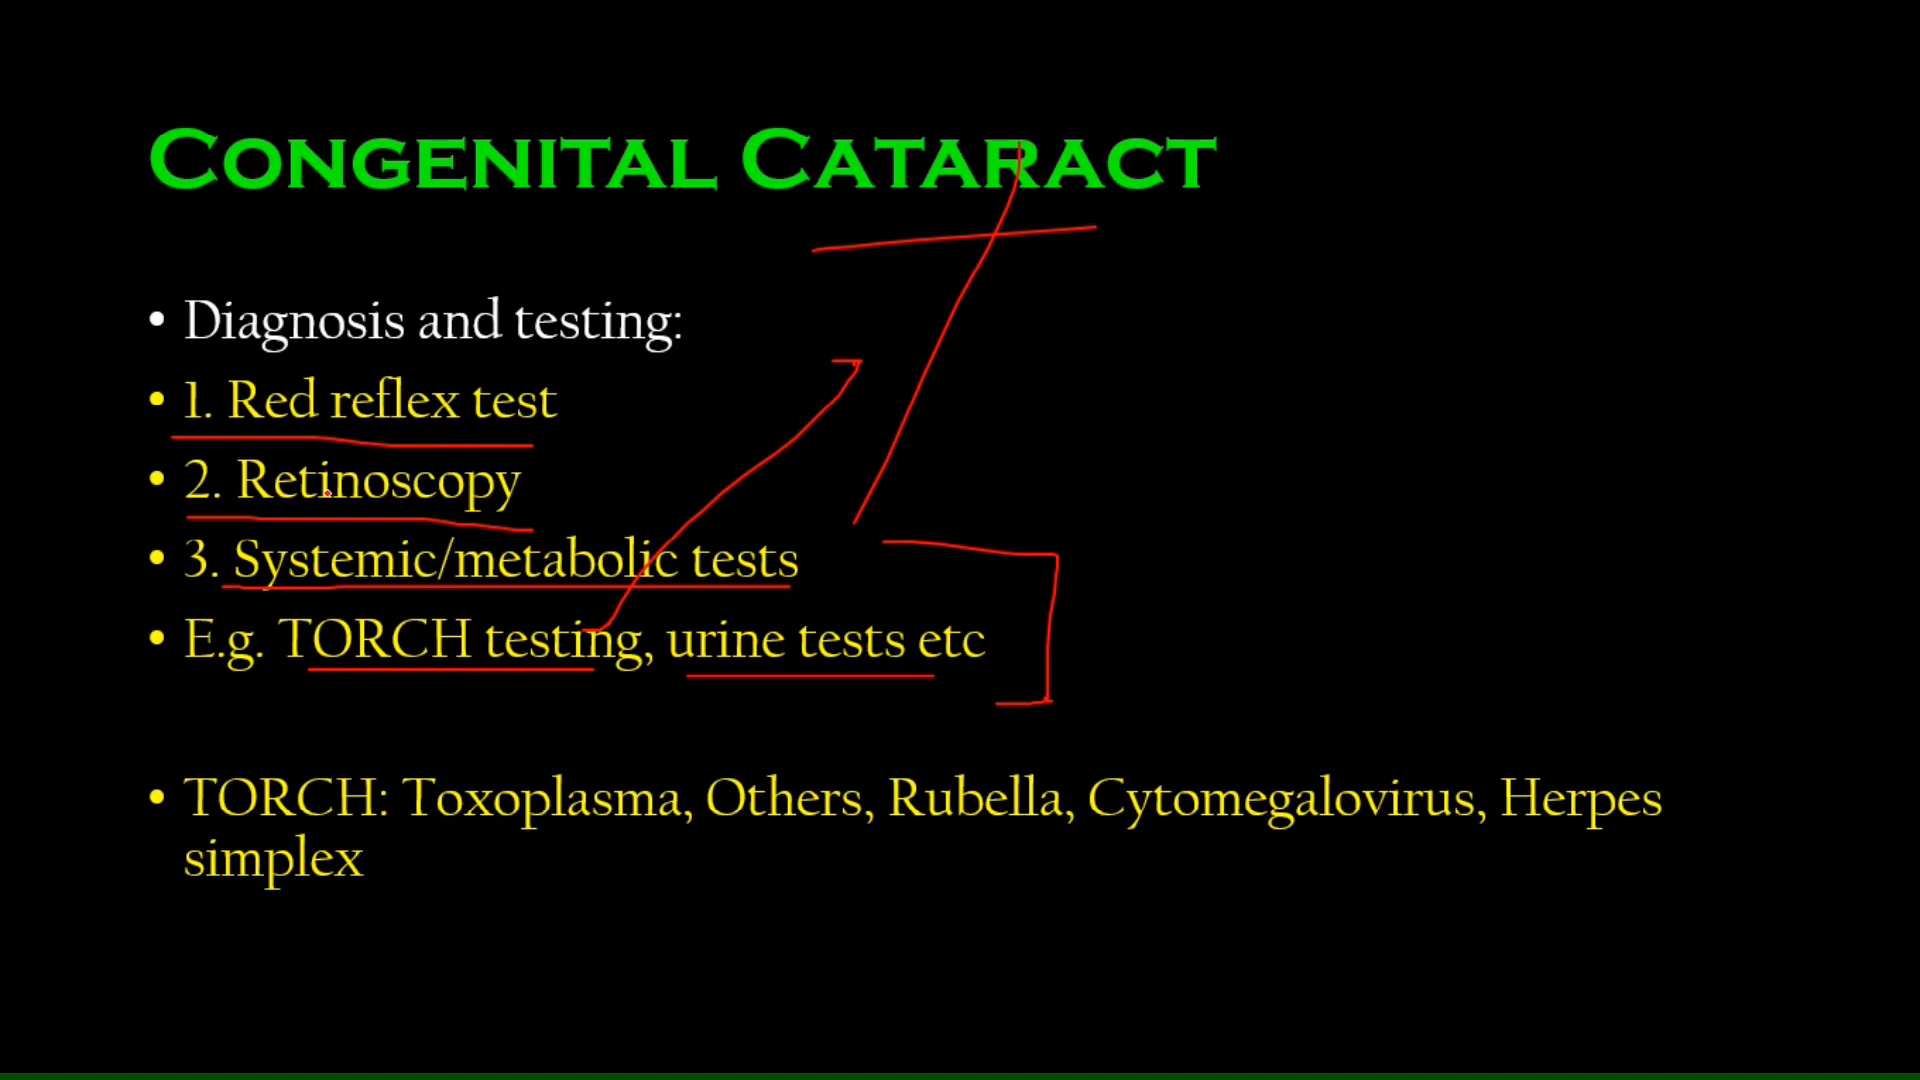 CONGENITAL CATARACT
• Diagnosis and testing:
• 1. Red reflex test
• 2. Retinoscopy
• 3. Systemic/metabolic tests
• E.g. TORCH testing, urine tests etc
• TORCH: Toxoplasma, Others, Rubella, Cytomegalovirus, Herpes
simplex